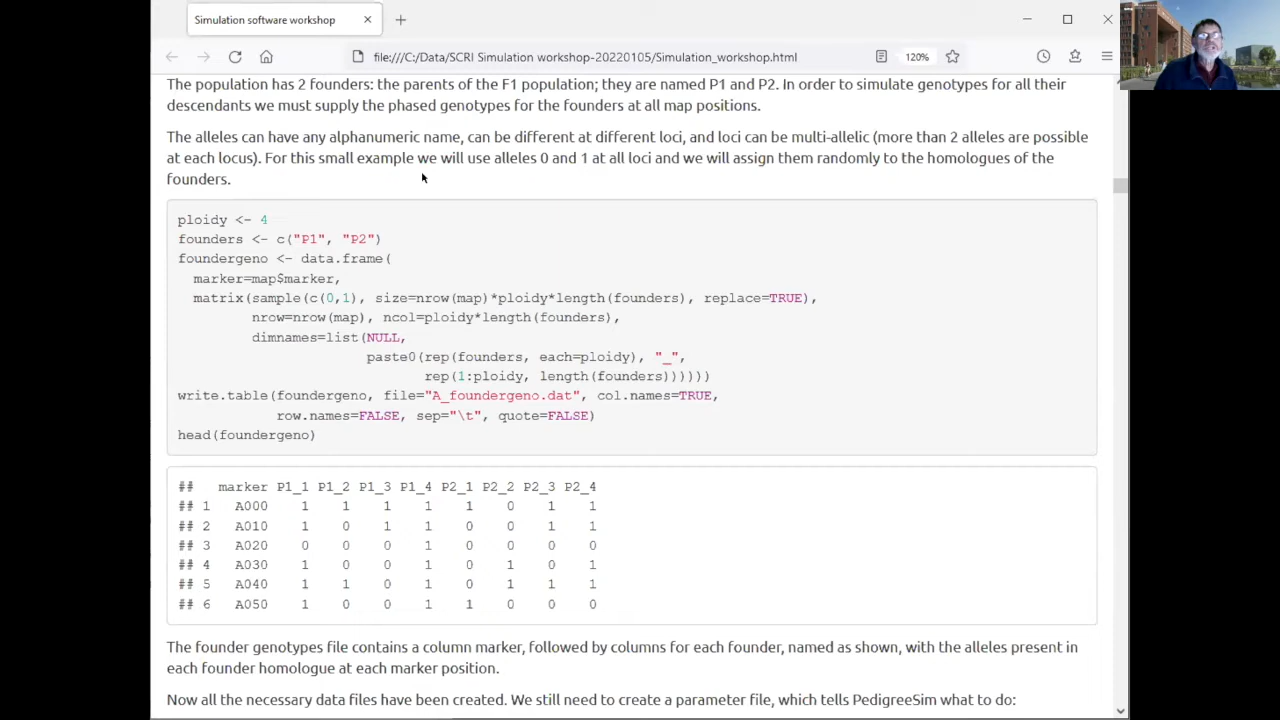 Simulation software workshop
file:///C:/Data/SCRI Simulation workshop-20220105/Simulation_workshop.html
120%
The population has 2 founders: the parents of the F1 population; they are named P1 and P2. In order to simulate genotypes for all their
descendants we must supply the phased genotypes for the founders at all map positions.
The alleles can have any alphanumeric name, can be different at different loci, and loci can be multi-allelic (more than 2 alleles are possible
at each locus). For this small example we will use alleles 0 and 1 at all loci and we will assign them randomly to the homologues of the
founders.
ploidy <- 4
founders <- c("P1", "P2")
foundergeno <- data.frame(
  marker=map$marker,
  matrix(sample(c(0,1), size=nrow(map)*ploidy*length(founders), replace=TRUE),
         nrow=nrow(map), ncol=ploidy*length(founders),
         dimnames=list(NULL,
                       paste0(rep(founders, each=ploidy), "_",
                              rep(1:ploidy, length(founders))))))
write.table(foundergeno, file="A_foundergeno.dat", col.names=TRUE,
            row.names=FALSE, sep="\t", quote=FALSE)
head(foundergeno)
##   marker P1_1 P1_2 P1_3 P1_4 P2_1 P2_2 P2_3 P2_4
## 1   A000    1    1    1    1    1    0    1    1
## 2   A010    1    0    1    1    0    0    1    1
## 3   A020    0    0    0    1    0    0    0    0
## 4   A030    1    0    0    1    0    1    0    1
## 5   A040    1    1    0    1    0    1    1    1
## 6   A050    1    0    0    1    1    0    0    0
The founder genotypes file contains a column marker, followed by columns for each founder, named as shown, with the alleles present in
each founder homologue at each marker position.
Now all the necessary data files have been created. We still need to create a parameter file, which tells PedigreeSim what to do: